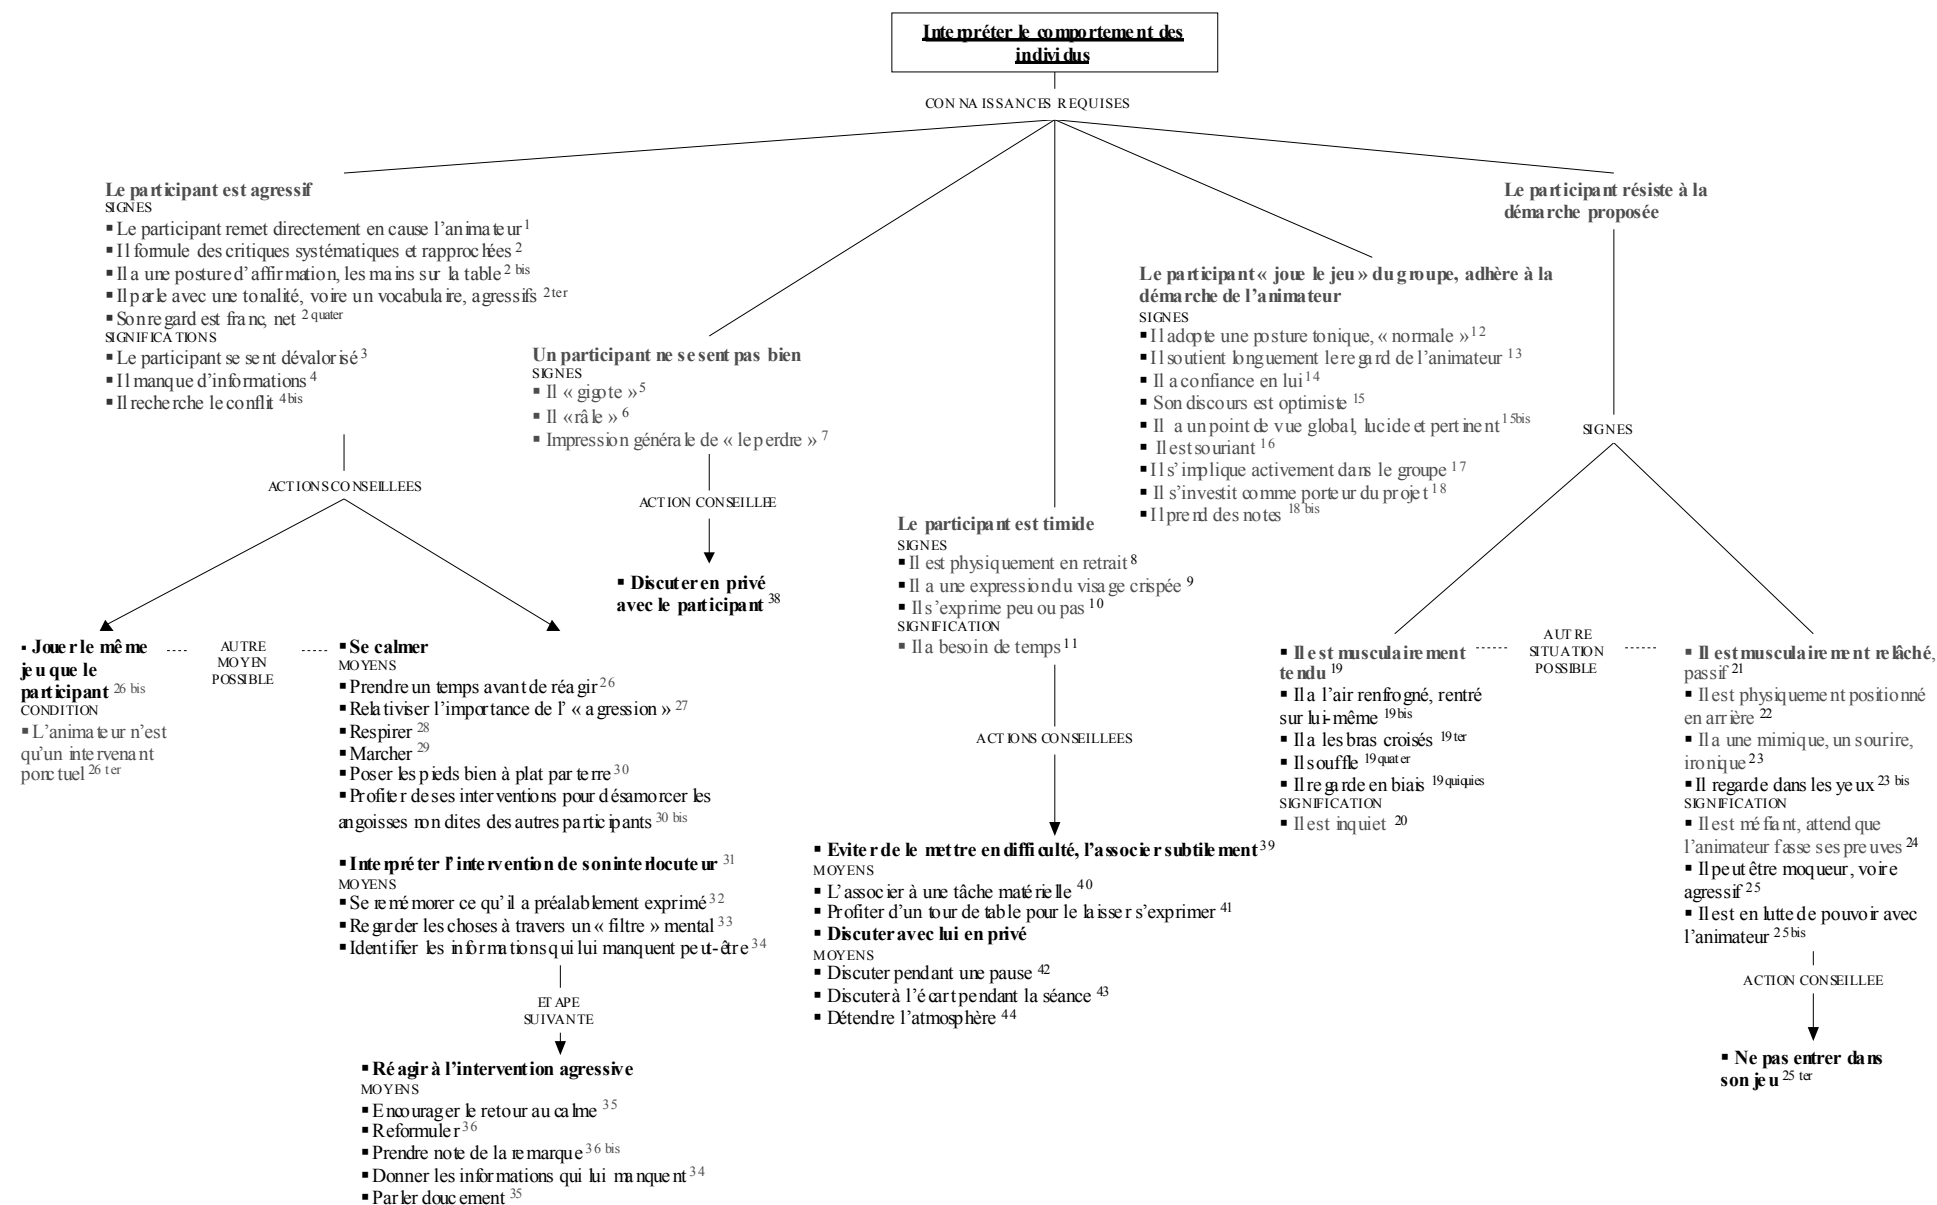 Interpréter le comportement des
individus
CONNAISSANCES REQUISES
Le participant est agressif
SIGNES
▪ Le participant remet directement en cause l’animateur 1
▪ Il formule des critiques systématiques et rapprochées 2
▪ Il a une posture d’affirmation, les mains sur la table 2 bis
▪ Il parle avec une tonalité, voire un vocabulaire, agressifs 2 ter
▪ Son regard est franc, net 2 quater
SIGNIFICATIONS
▪ Le participant se sent dévalorisé 3
▪ Il manque d’informations 4
▪ Il recherche le conflit 4 bis
ACTIONS CONSEILLEES
▪ Jouer le même
jeu que le
participant 26 bis
CONDITION
▪ L’animateur n’est
qu’un intervenant
ponctuel 26 ter
AUTRE
MOYEN
POSSIBLE
▪ Se calmer
MOYENS
▪ Prendre un temps avant de réagir 26
▪ Relativiser l’importance de l’ « agression » 27
▪ Respirer 28
▪ Marcher 29
▪ Poser les pieds bien à plat par terre 30
▪ Profiter de ses interventions pour désamorcer les
angoisses non dites des autres participants 30 bis
▪ Interpréter l’intervention de son interlocuteur 31
MOYENS
▪ Se remémorer ce qu’il a préalablement exprimé 32
▪ Regarder les choses à travers un « filtre » mental 33
▪ Identifier les informations qui lui manquent peut-être 34
ETAPE
SUIVANTE
▪ Réagir à l’intervention agressive
MOYENS
▪ Encourager le retour au calme 35
▪ Reformuler 36
▪ Prendre note de la remarque 36 bis
▪ Donner les informations qui lui manquent 34
▪ Parler doucement 35
Un participant ne se sent pas bien
SIGNES
▪ Il « gigote » 5
▪ Il « râle » 6
▪ Impression générale de « le perdre » 7
ACTION CONSEILLEE
▪ Discuter en privé
avec le participant 38
Le participant est timide
SIGNES
▪ Il est physiquement en retrait 8
▪ Il a une expression du visage crispée 9
▪ Il s’exprime peu ou pas 10
SIGNIFICATION
▪ Il a besoin de temps 11
ACTIONS CONSEILLEES
▪ Eviter de le mettre en difficulté, l’associer subtilement 39
MOYENS
▪ L’associer à une tâche matérielle 40
▪ Profiter d’un tour de table pour le laisser s’exprimer 41
▪ Discuter avec lui en privé
MOYENS
▪ Discuter pendant une pause 42
▪ Discuter à l’écart pendant la séance 43
▪ Détendre l’atmosphère 44
Le participant « joue le jeu » du groupe, adhère à la
démarche de l’animateur
SIGNES
▪ Il adopte une posture tonique, « normale » 12
▪ Il soutient longuement le regard de l’animateur 13
▪ Il a confiance en lui 14
▪ Son discours est optimiste 15
▪ Il a un point de vue global, lucide et pertinent 15bis
▪ Il est souriant 16
▪ Il s’implique activement dans le groupe 17
▪ Il s’investit comme porteur du projet 18
▪ Il prend des notes 18 bis
Le participant résiste à la
démarche proposée
SIGNES
▪ Il est musculairement
tendu 19
▪ Il a l’air renfrogné, rentré
sur lui-même 19 bis
▪ Il a les bras croisés 19 ter
▪ Il souffle 19 quater
▪ Il regarde en biais 19 quiquies
SIGNIFICATION
▪ Il est inquiet 20
AUTRE
SITUATION
POSSIBLE
▪ Il est musculairement relâché,
passif 21
▪ Il est physiquement positionné
en arrière 22
▪ Il a une mimique, un sourire,
ironique 23
▪ Il regarde dans les yeux 23 bis
SIGNIFICATION
▪ Il est méfiant, attend que
l’animateur fasse ses preuves 24
▪ Il peut être moqueur, voire
agressif 25
▪ Il est en lutte de pouvoir avec
l’animateur 25 bis
ACTION CONSEILLEE
▪ Ne pas entrer dans
son jeu 25 ter